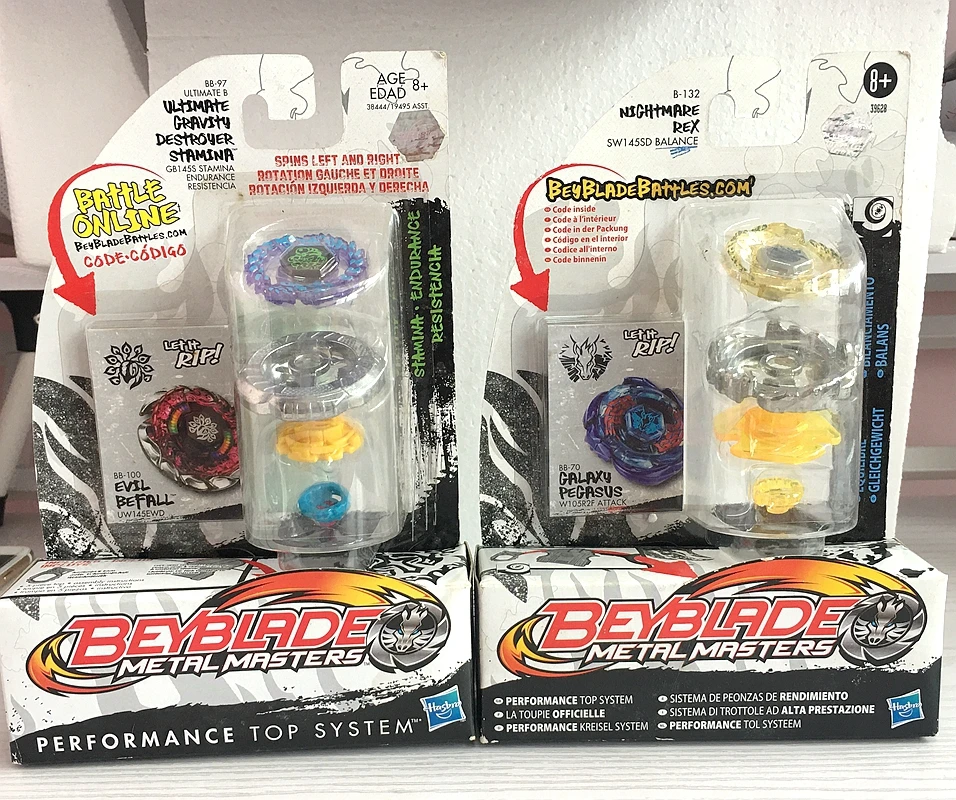 BB-97
ULTIMATE B
ULTIMATE
GRAVITY
DESTROYER
STAMINA
GB145S STAMINA
ENDURANCE
RESISTENCIA
AGE
EDAD 8+
38444/19495 ASST.
SPINS LEFT AND RIGHT
ROTATION GAUCHE ET DROITE
ROTACIÓN IZQUIERDA Y DERECHA
BATTLE
ONLINE
BEYBLADEBATTLES.COM
CODE•CÓDIGO
STAMINA • ENDURANCE
RESISTENCIA
LET IT
RIP!
BB-100
EVIL
BEFALL™
UW145EWD
BEYBLADE
METAL MASTERS
Hasbro
PERFORMANCE TOP SYSTEM™
B-132
NIGHTMARE
REX
SW145SD BALANCE
8+
39628
BEYBLADEBATTLES.COM
Code inside
Code à l'intérieur
Code in der Packung
Código en el interior
Codice all'interno
Code binnenin
BILANCIAMENTO
BALANS
GLEICHGEWICHT
LET IT
RIP!
BB-70
GALAXY
PEGASUS
W105R2F ATTACK
BEYBLADE
METAL MASTERS
PERFORMANCE TOP SYSTEM
LA TOUPIE OFFICIELLE
PERFORMANCE KREISEL SYSTEM
SISTEMA DE PEONZAS DE RENDIMIENTO
SISTEMA DI TROTTOLE AD ALTA PRESTAZIONE
PERFORMANCE TOL SYSTEEM
Hasbro